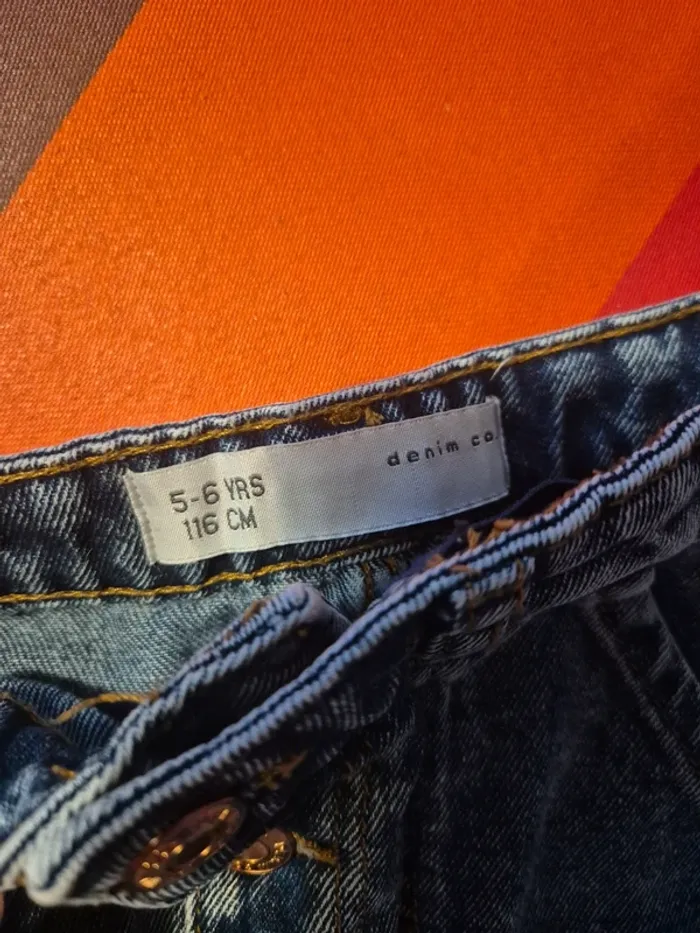 5-6 YRS
116 CM
denim co